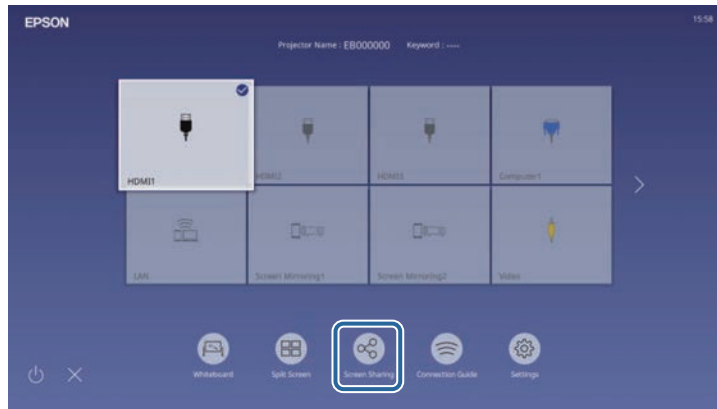 EPSON
15:58
Projector Name : EB000000 Keyword : ----
HDMI1
HDMI2
HDMI3
Computer1
LAN
Screen Mirroring1
Screen Mirroring2
Video
Whiteboard
Split Screen
Screen Sharing
Connection Guide
Settings